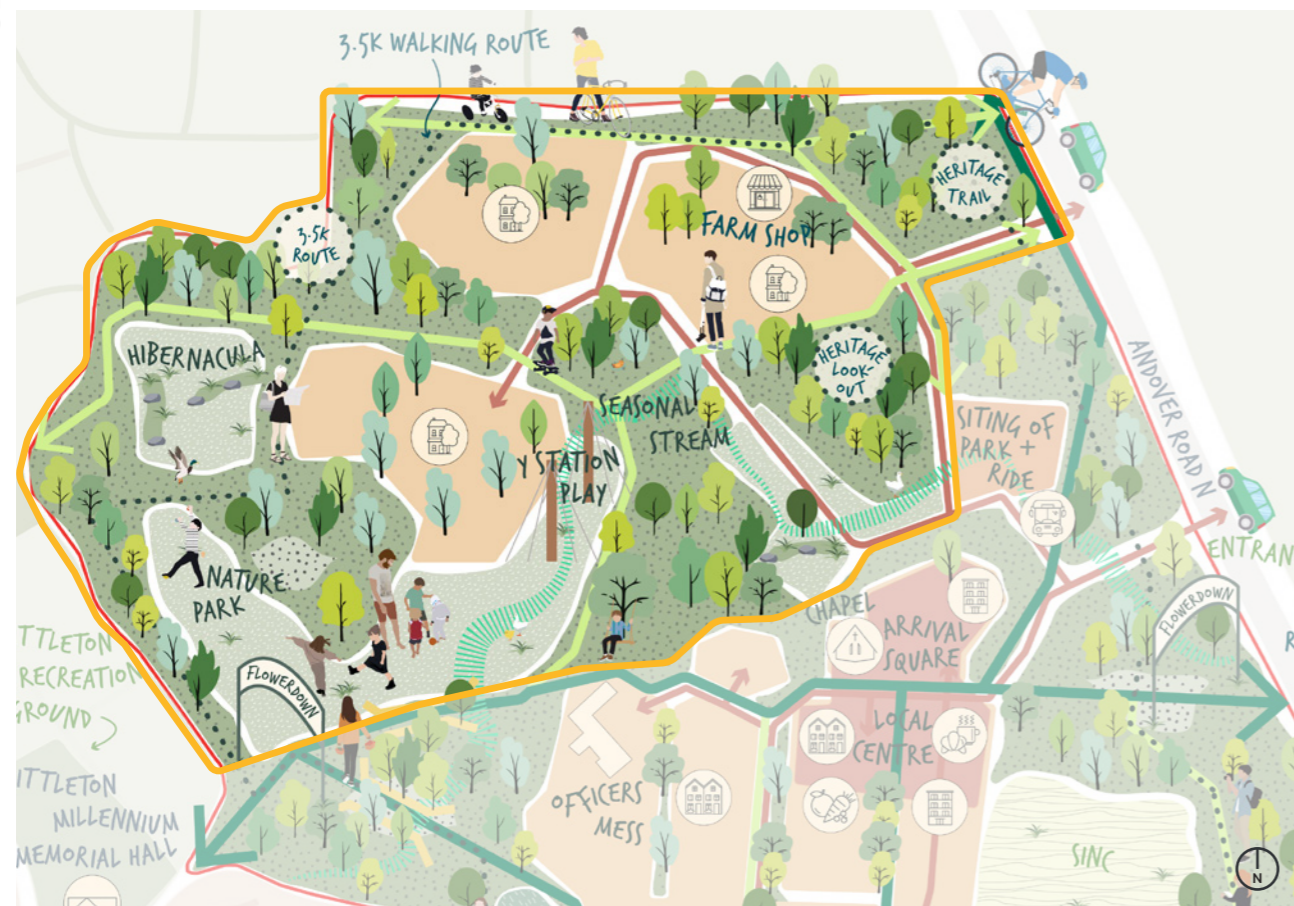 3.5K WALKING ROUTE
HERITAGE
TRAIL
3.5K
ROUTE
FARM SHOP
HIBERNACULA
HERITAGE
LOOK-
OUT
ANDOVER ROAD N
SEASONAL
STREAM
SITING OF
PARK +
RIDE
Y STATION
PLAY
ENTRAN
NATURE
PARK
FLOWERDOWN
CHAPEL
ARRIVAL
SQUARE
TTLETON
RECREATION
GROUND
FLOWERDOWN
R
LOCAL
CENTRE
OFFICERS
MESS
ITTLETON
MILLENNIUM
MEMORIAL HALL
SINC
N